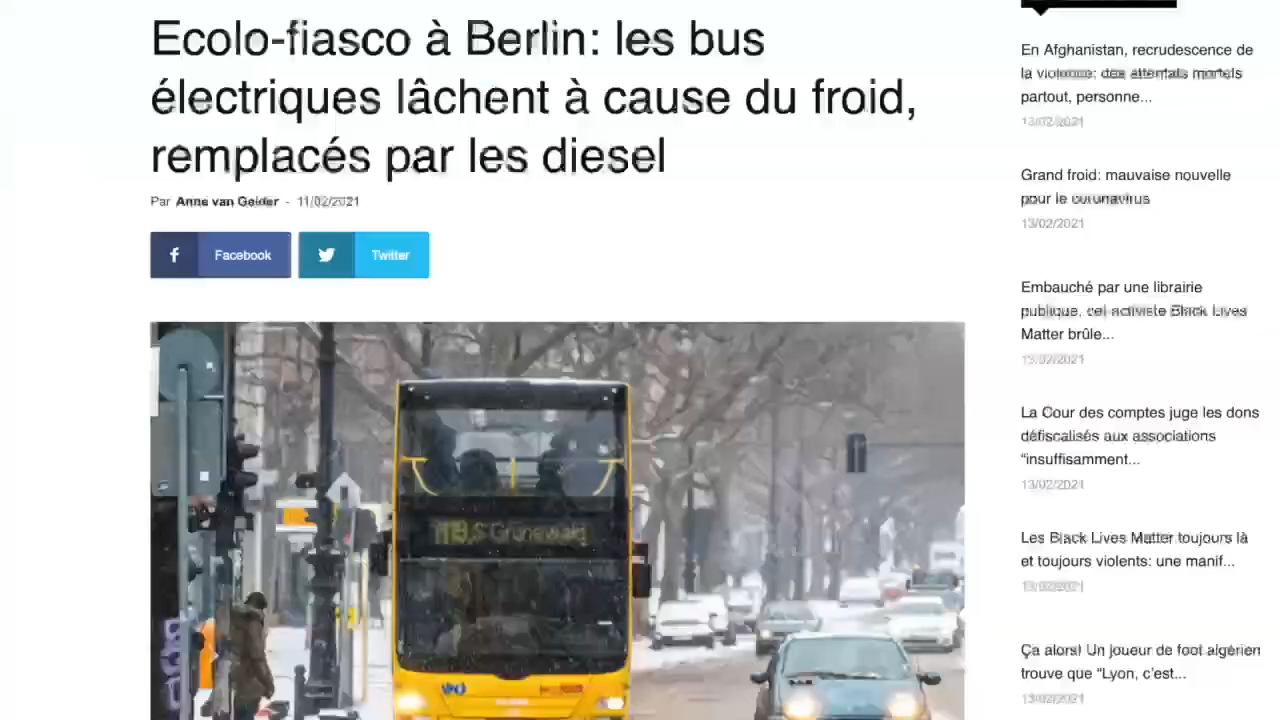 Ecolo-fiasco à Berlin: les bus
électriques lâchent à cause du froid,
remplacés par les diesel
Par Anne van Gelder - 11/02/2021
Facebook
Twitter
S Grunewald
En Afghanistan, recrudescence de
la violence: des attentats mortels
partout, personne...
13/02/2021
Grand froid: mauvaise nouvelle
pour le coronavirus
13/02/2021
Embauché par une librairie
publique, cet activiste Black Lives
Matter brûle...
13/02/2021
La Cour des comptes juge les dons
défiscalisés aux associations
“insuffisamment...
13/02/2021
Les Black Lives Matter toujours là
et toujours violents: une manif...
13/02/2021
Ça alors! Un joueur de foot algérien
trouve que “Lyon, c’est...
13/02/2021